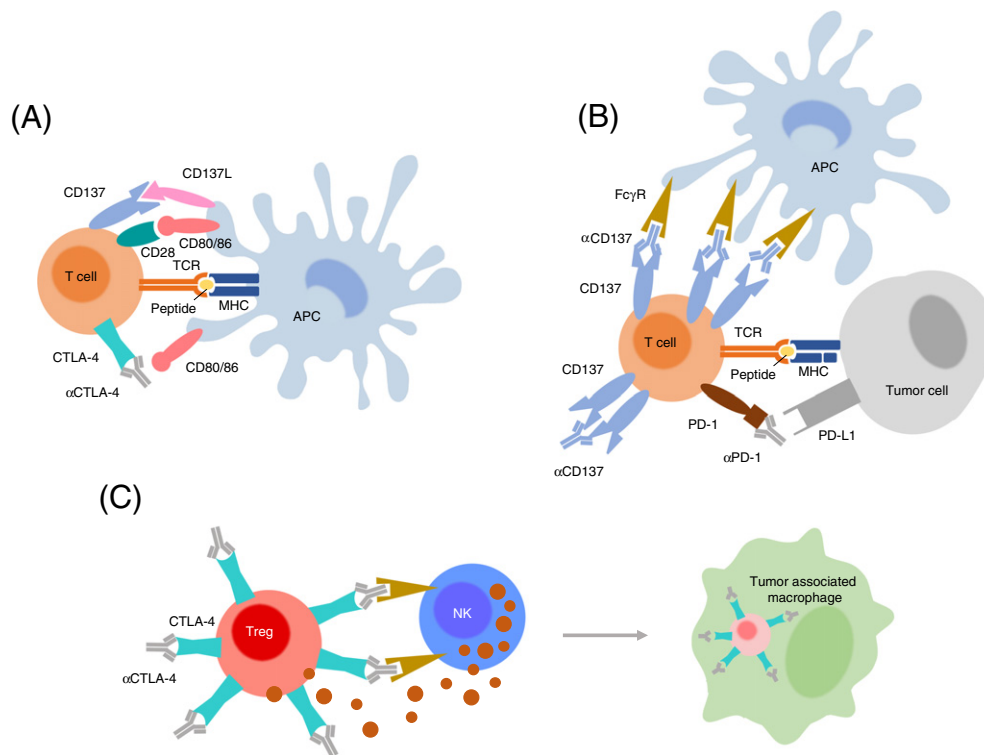 (A)
CD137L
CD137
CD80/86
CD28
TCR
T cell
Peptide
MHC
APC
CTLA-4
CD80/86
αCTLA-4
(B)
APC
FcγR
αCD137
CD137
TCR
T cell
Peptide
MHC
Tumor cell
CD137
PD-1
PD-L1
αPD-1
αCD137
(C)
CTLA-4
Treg
αCTLA-4
NK
Tumor associated
macrophage